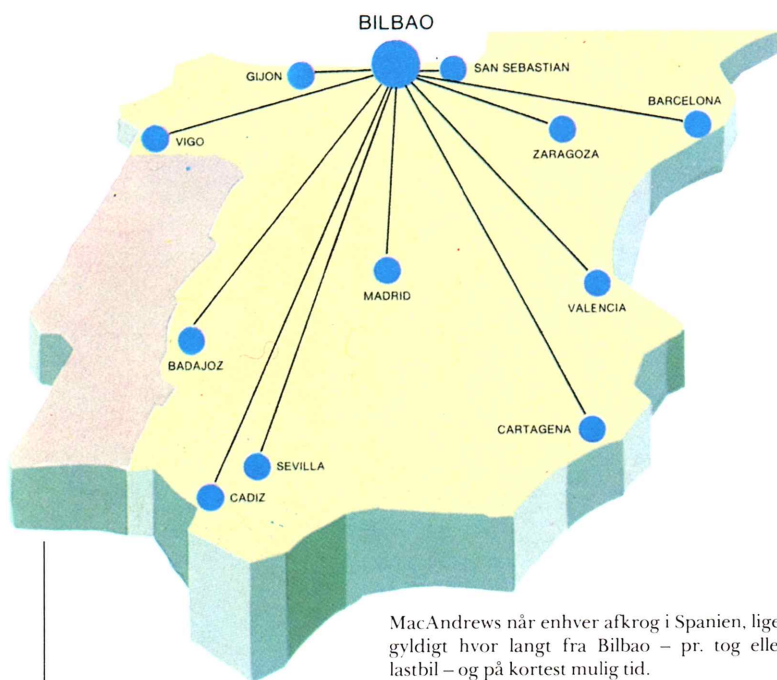 BILBAO
GIJON
SAN SEBASTIAN
BARCELONA
VIGO
ZARAGOZA
MADRID
VALENCIA
BADAJOZ
CARTAGENA
SEVILLA
CADIZ
MacAndrews når enhver afkrog i Spanien, lige
gyldigt hvor langt fra Bilbao – pr. tog elle
lastbil – og på kortest mulig tid.